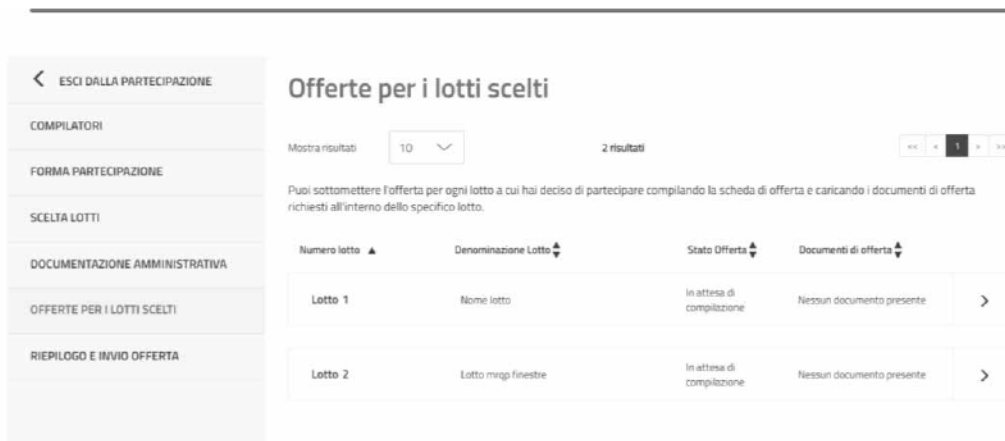 ESCI DALLA PARTECIPAZIONE
COMPILATORI
FORMA PARTECIPAZIONE
SCELTA LOTTI
DOCUMENTAZIONE AMMINISTRATIVA
OFFERTE PER I LOTTI SCELTI
RIEPILOGO E INVIO OFFERTA
Offerte per i lotti scelti
Mostra risultati 10 2 risultati << < 1 > >>
Puoi sottomettere l'offerta per ogni lotto a cui hai deciso di partecipare compilando la scheda di offerta e caricando i documenti di offerta
richiesti all'interno dello specifico lotto.
Numero lotto Denominazione Lotto Stato Offerta Documenti di offerta
Lotto 1 Nome lotto In attesa di compilazione Nessun documento presente
Lotto 2 Lotto mrqp finestre In attesa di compilazione Nessun documento presente